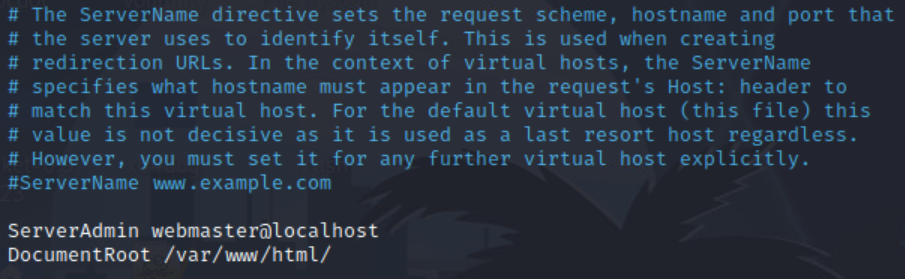 # The ServerName directive sets the request scheme, hostname and port that
# the server uses to identify itself. This is used when creating
# redirection URLs. In the context of virtual hosts, the ServerName
# specifies what hostname must appear in the request's Host: header to
# match this virtual host. For the default virtual host (this file) this
# value is not decisive as it is used as a last resort host regardless.
# However, you must set it for any further virtual host explicitly.
#ServerName www.example.com

ServerAdmin webmaster@localhost
DocumentRoot /var/www/html/